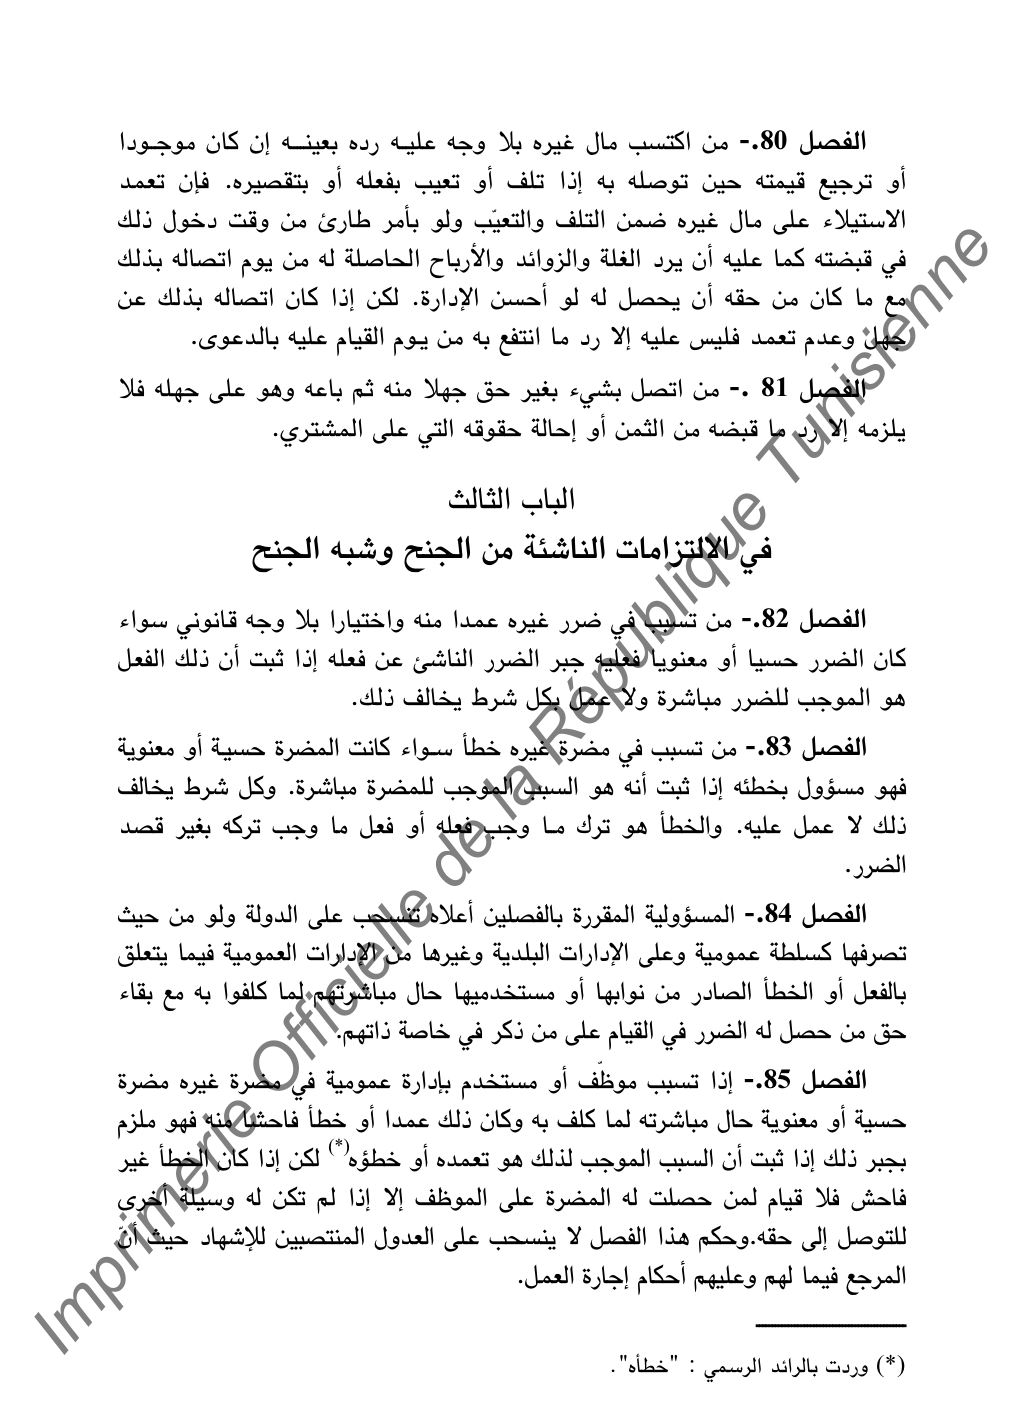 الفصل 80.- من اكتسب مال غيره بلا وجه عليـه رده بعينـــه إن كان موجـودا
أو ترجيع قيمته حين توصله به إذا تلف أو تعيب بفعله أو بتقصيره. فإن تعمد
الاستيلاء على مال غيره ضمن التلف والتعيّب ولو بأمر طارئ من وقت دخول ذلك
في قبضته كما عليه أن يرد الغلة والزوائد والأرباح الحاصلة له من يوم اتصاله بذلك
مع ما كان من حقه أن يحصل له لو أحسن الإدارة. لكن إذا كان اتصاله بذلك عن
جهل وعدم تعمد فليس عليه إلا رد ما انتفع به من يـوم القيام عليه بالدعوى.
الفصل 81 .- من اتصل بشيء بغير حق جهلا منه ثم باعه وهو على جهله فلا
يلزمه إلا رد ما قبضه من الثمن أو إحالة حقوقه التي على المشتري.
الباب الثالث
في الالتزامات الناشئة من الجنح وشبه الجنح
الفصل 82.- من تسبب في ضرر غيره عمدا منه واختيارا بلا وجه قانوني سواء
كان الضرر حسيا أو معنويا فعليه جبر الضرر الناشئ عن فعله إذا ثبت أن ذلك الفعل
هو الموجب للضرر مباشرة ولا عمل بكل شرط يخالف ذلك.
الفصل 83.- من تسبب في مضرة غيره خطأ سـواء كانت المضرة حسيـة أو معنوية
فهو مسؤول بخطئه إذا ثبت أنه هو السبب الموجب للمضرة مباشرة. وكل شرط يخالف
ذلك لا عمل عليه. والخطأ هو ترك مـا وجب فعله أو فعل ما وجب تركه بغير قصد
الضرر.
الفصل 84.- المسؤولية المقررة بالفصلين أعلاه تنسحب على الدولة ولو من حيث
تصرفها كسلطة عمومية وعلى الإدارات البلدية وغيرها من الإدارات العمومية فيما يتعلق
بالفعل أو الخطأ الصادر من نوابها أو مستخدميها حال مباشرتهم لما كلفوا به مع بقاء
حق من حصل له الضرر في القيام على من ذكر في خاصة ذاتهم.
الفصل 85.- إذا تسبب موظّف أو مستخدم بإدارة عمومية في مضرة غيره مضرة
حسية أو معنوية حال مباشرته لما كلف به وكان ذلك عمدا أو خطأ فاحشا منه فهو ملزم
بجبر ذلك إذا ثبت أن السبب الموجب لذلك هو تعمده أو خطؤه(*) لكن إذا كان الخطأ غير
فاحش فلا قيام لمن حصلت له المضرة على الموظف إلا إذا لم تكن له وسيلة أخرى
للتوصل إلى حقه.وحكم هذا الفصل لا ينسحب على العدول المنتصبين للإشهاد حيث أنّ
المرجع فيما لهم وعليهم أحكام إجارة العمل.
(*) وردت بالرائد الرسمي : "خطأه".
Imprimerie Officielle de la République Tunisienne